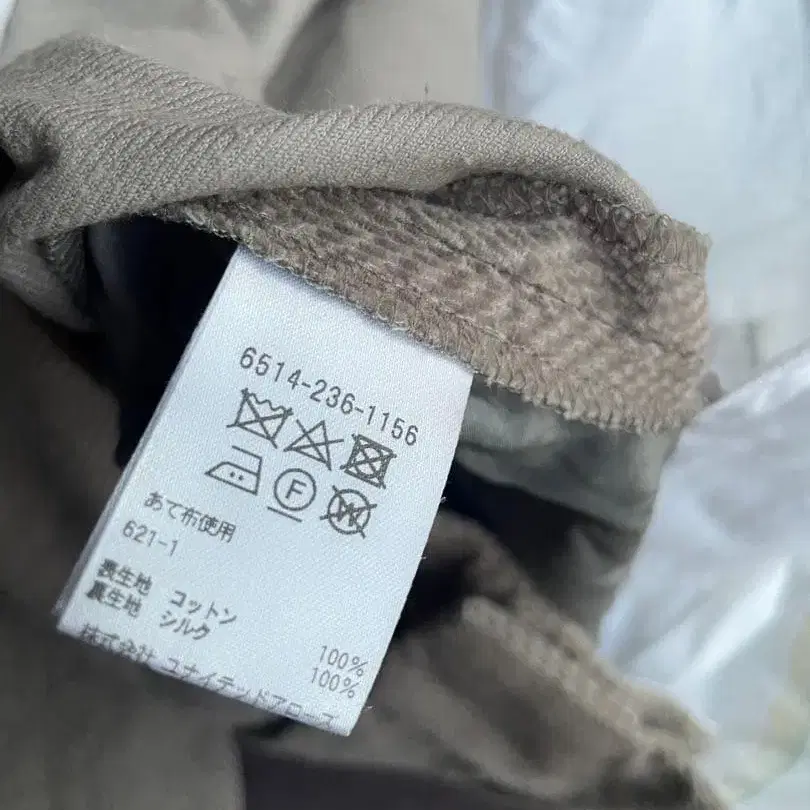 6514-236-1156
F W
あて布使用
621-1
表生地 コットン 100%
裏生地 シルク 100%
株式会社 ユナイテッドアローズ